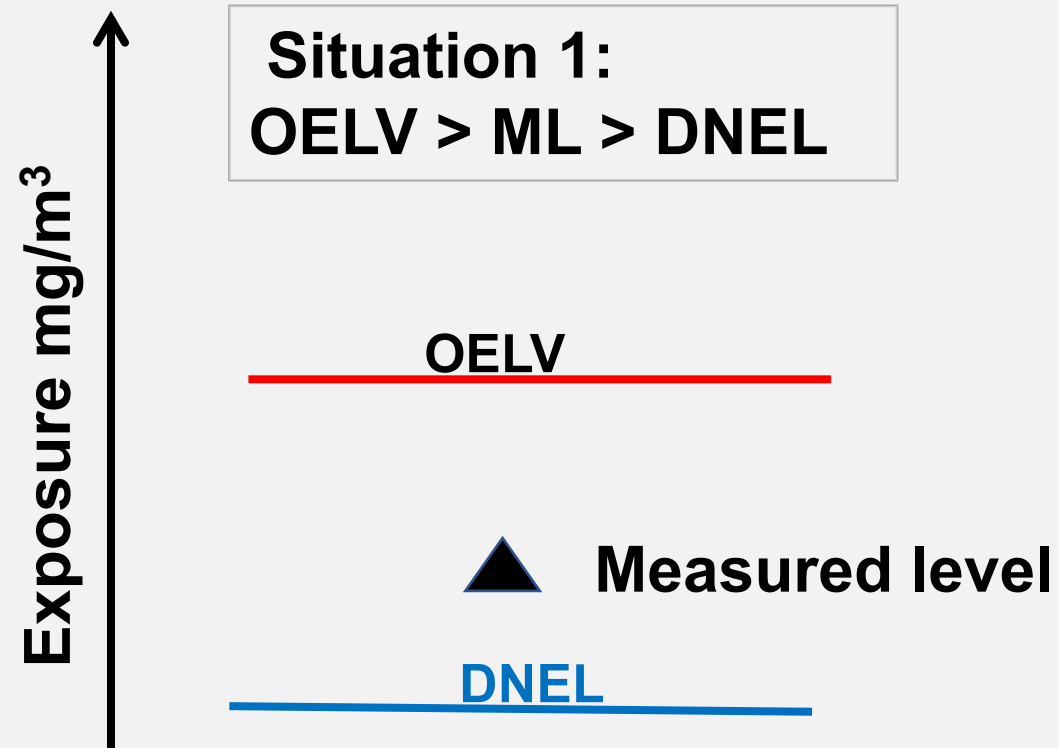 Situation 1:
OELV > ML > DNEL
Exposure mg/m³
OELV
Measured level
DNEL